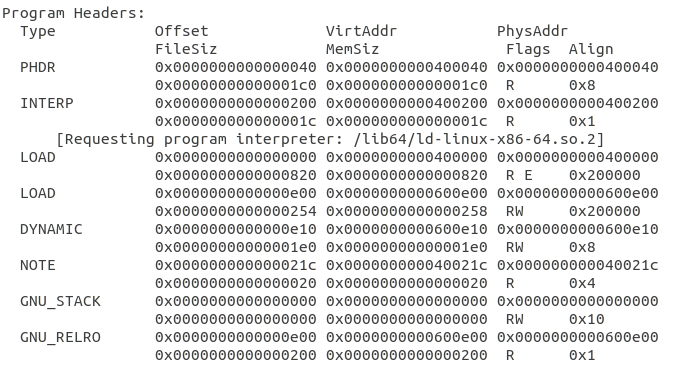 Program Headers:
  Type           Offset             VirtAddr           PhysAddr
                 FileSiz            MemSiz              Flags  Align
  PHDR           0x0000000000000040 0x0000000000400040 0x0000000000400040
                 0x00000000000001c0 0x00000000000001c0  R      0x8
  INTERP         0x0000000000000200 0x0000000000400200 0x0000000000400200
                 0x000000000000001c 0x000000000000001c  R      0x1
      [Requesting program interpreter: /lib64/ld-linux-x86-64.so.2]
  LOAD           0x0000000000000000 0x0000000000400000 0x0000000000400000
                 0x0000000000000820 0x0000000000000820  R E    0x200000
  LOAD           0x0000000000000e00 0x0000000000600e00 0x0000000000600e00
                 0x0000000000000254 0x0000000000000258  RW     0x200000
  DYNAMIC        0x0000000000000e10 0x0000000000600e10 0x0000000000600e10
                 0x00000000000001e0 0x00000000000001e0  RW     0x8
  NOTE           0x000000000000021c 0x000000000040021c 0x000000000040021c
                 0x0000000000000020 0x0000000000000020  R      0x4
  GNU_STACK      0x0000000000000000 0x0000000000000000 0x0000000000000000
                 0x0000000000000000 0x0000000000000000  RW     0x10
  GNU_RELRO      0x0000000000000e00 0x0000000000600e00 0x0000000000600e00
                 0x0000000000000200 0x0000000000000200  R      0x1